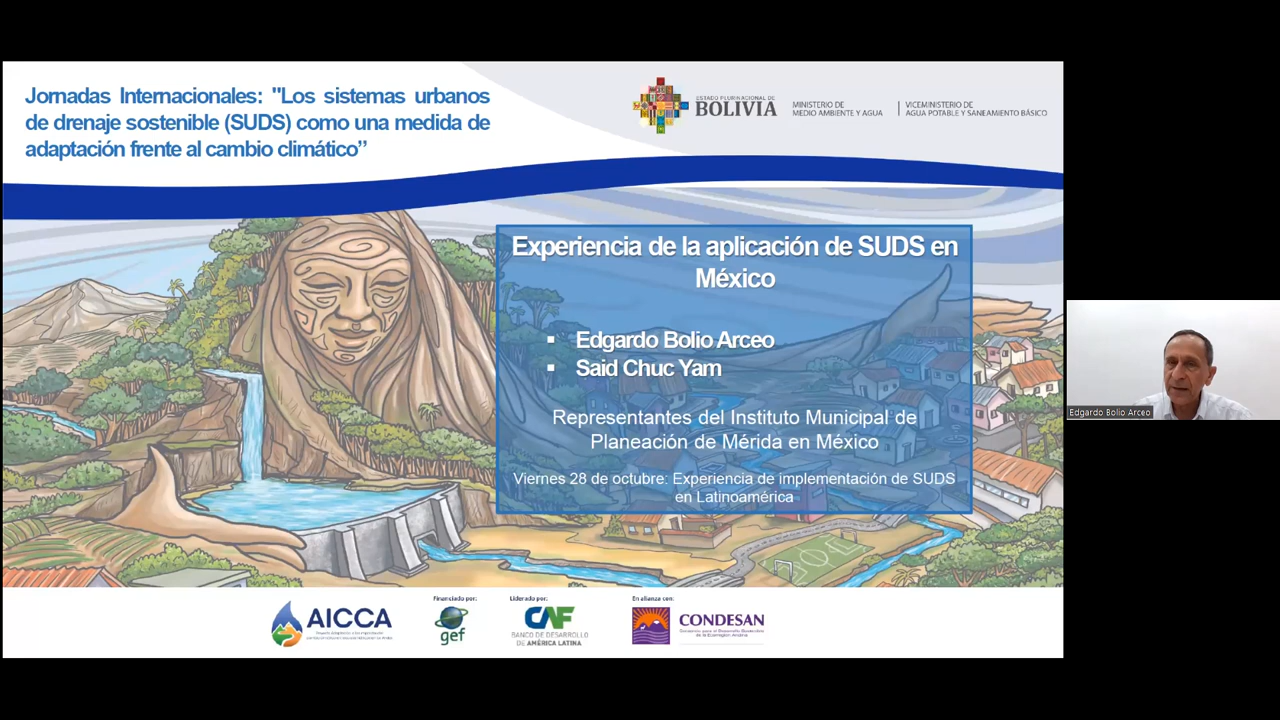 Jornadas Internacionales: "Los sistemas urbanos
de drenaje sostenible (SUDS) como una medida de
adaptación frente al cambio climático”
ESTADO PLURINACIONAL DE
BOLIVIA
MINISTERIO DE
MEDIO AMBIENTE Y AGUA
VICEMINISTERIO DE
AGUA POTABLE Y SANEAMIENTO BÁSICO
Experiencia de la aplicación de SUDS en
México
▪ Edgardo Bolio Arceo
▪ Said Chuc Yam
Representantes del Instituto Municipal de
Planeación de Mérida en México
Viernes 28 de octubre: Experiencia de implementación de SUDS
en Latinoamérica
Edgardo Bolio Arceo
AICCA
Financiado por:
gef
Liderado por:
CAF
BANCO DE DESARROLLO
DE AMÉRICA LATINA
En alianza con:
CONDESAN